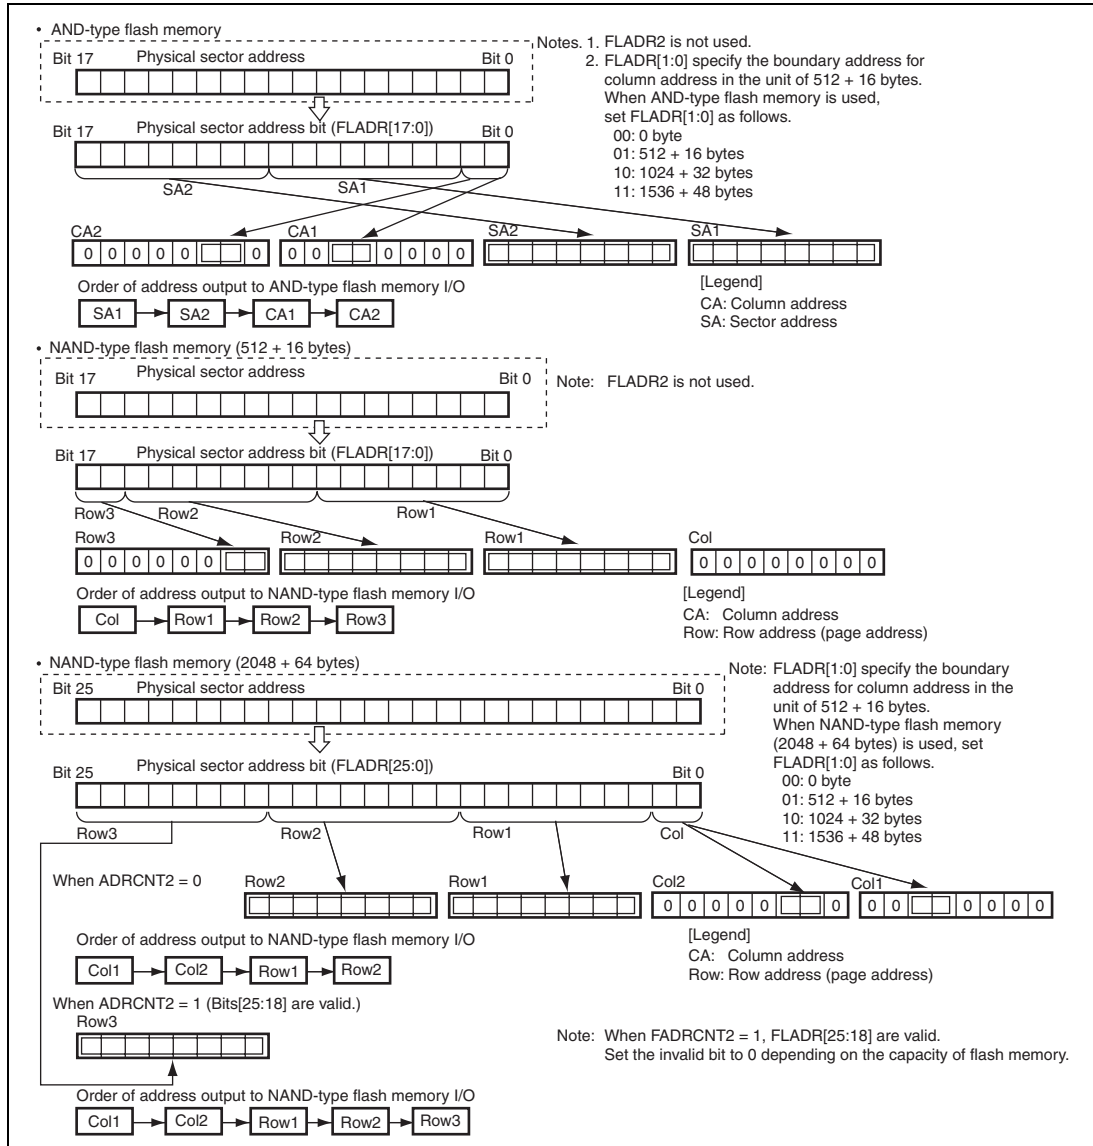 • AND-type flash memory
Bit 17 Physical sector address Bit 0
Notes. 1. FLADR2 is not used.
2. FLADR[1:0] specify the boundary address for
column address in the unit of 512 + 16 bytes.
When AND-type flash memory is used,
set FLADR[1:0] as follows.
00: 0 byte
01: 512 + 16 bytes
10: 1024 + 32 bytes
11: 1536 + 48 bytes
Bit 17 Physical sector address bit (FLADR[17:0]) Bit 0
SA2 SA1
CA2 CA1 SA2 SA1
0 0 0 0 0 0 0 0 0 0 0 0
[Legend]
CA: Column address
SA: Sector address
Order of address output to AND-type flash memory I/O
SA1 SA2 CA1 CA2
• NAND-type flash memory (512 + 16 bytes)
Bit 17 Physical sector address Bit 0
Note: FLADR2 is not used.
Bit 17 Physical sector address bit (FLADR[17:0]) Bit 0
Row3 Row2 Row1
Row3 Row2 Row1 Col
0 0 0 0 0 0 0 0 0 0 0 0 0 0
Order of address output to NAND-type flash memory I/O
Col Row1 Row2 Row3
[Legend]
CA: Column address
Row: Row address (page address)
• NAND-type flash memory (2048 + 64 bytes)
Bit 25 Physical sector address Bit 0
Note: FLADR[1:0] specify the boundary
address for column address in the
unit of 512 + 16 bytes.
When NAND-type flash memory
(2048 + 64 bytes) is used, set
FLADR[1:0] as follows.
00: 0 byte
01: 512 + 16 bytes
10: 1024 + 32 bytes
11: 1536 + 48 bytes
Bit 25 Physical sector address bit (FLADR[25:0]) Bit 0
Row3 Row2 Row1 Col
When ADRCNT2 = 0
Row2 Row1 Col2 Col1
0 0 0 0 0 0 0 0 0 0 0 0 0
Order of address output to NAND-type flash memory I/O
Col1 Col2 Row1 Row2
[Legend]
CA: Column address
Row: Row address (page address)
When ADRCNT2 = 1 (Bits[25:18] are valid.)
Row3
Note: When FADRCNT2 = 1, FLADR[25:18] are valid.
Set the invalid bit to 0 depending on the capacity of flash memory.
Order of address output to NAND-type flash memory I/O
Col1 Col2 Row1 Row2 Row3